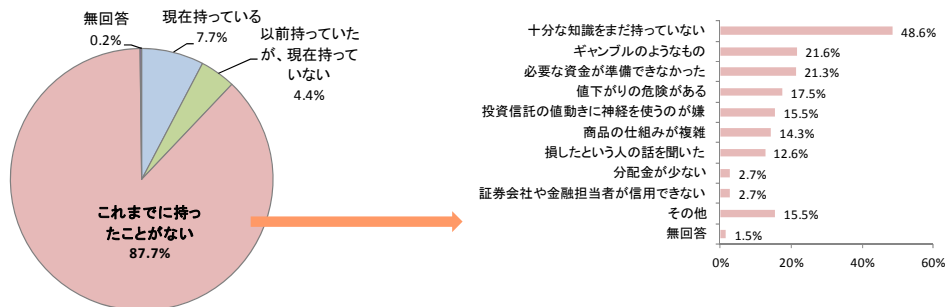 無回答
0.2%
現在持っている
7.7%
以前持っていた
が、現在持って
いない
4.4%
これまでに持っ
たことがない
87.7%
十分な知識をまだ持っていない
48.6%
ギャンブルのようなもの
21.6%
必要な資金が準備できなかった
21.3%
値下がりの危険がある
17.5%
投資信託の値動きに神経を使うのが嫌
15.5%
商品の仕組みが複雑
14.3%
損したという人の話を聞いた
12.6%
分配金が少ない
2.7%
証券会社や金融担当者が信用できない
2.7%
その他
15.5%
無回答
1.5%
0%
20%
40%
60%